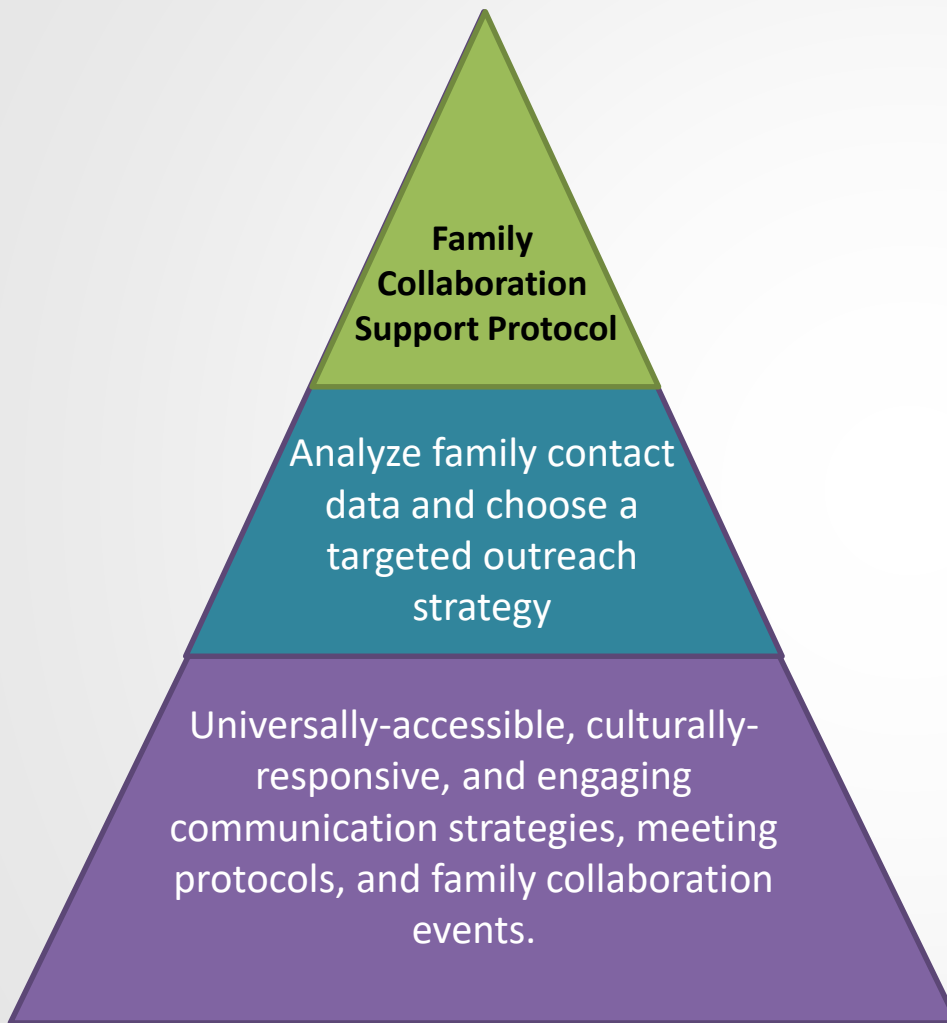 Family
Collaboration
Support Protocol
Analyze family contact
data and choose a
targeted outreach
strategy
Universally-accessible, culturally-
responsive, and engaging
communication strategies, meeting
protocols, and family collaboration
events.